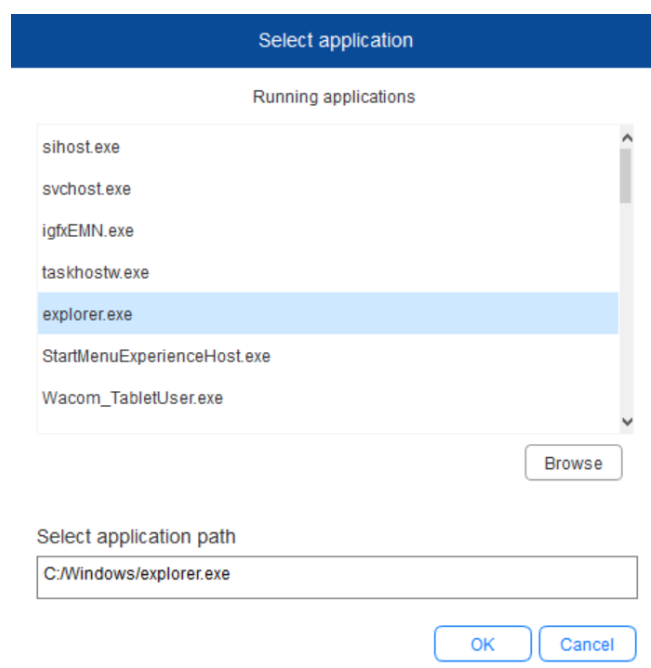 Select application
Running applications
sihost.exe
svchost.exe
igfxEMN.exe
taskhostw.exe
explorer.exe
StartMenuExperienceHost.exe
Wacom_TabletUser.exe
Browse
Select application path
C:/Windows/explorer.exe
OK Cancel